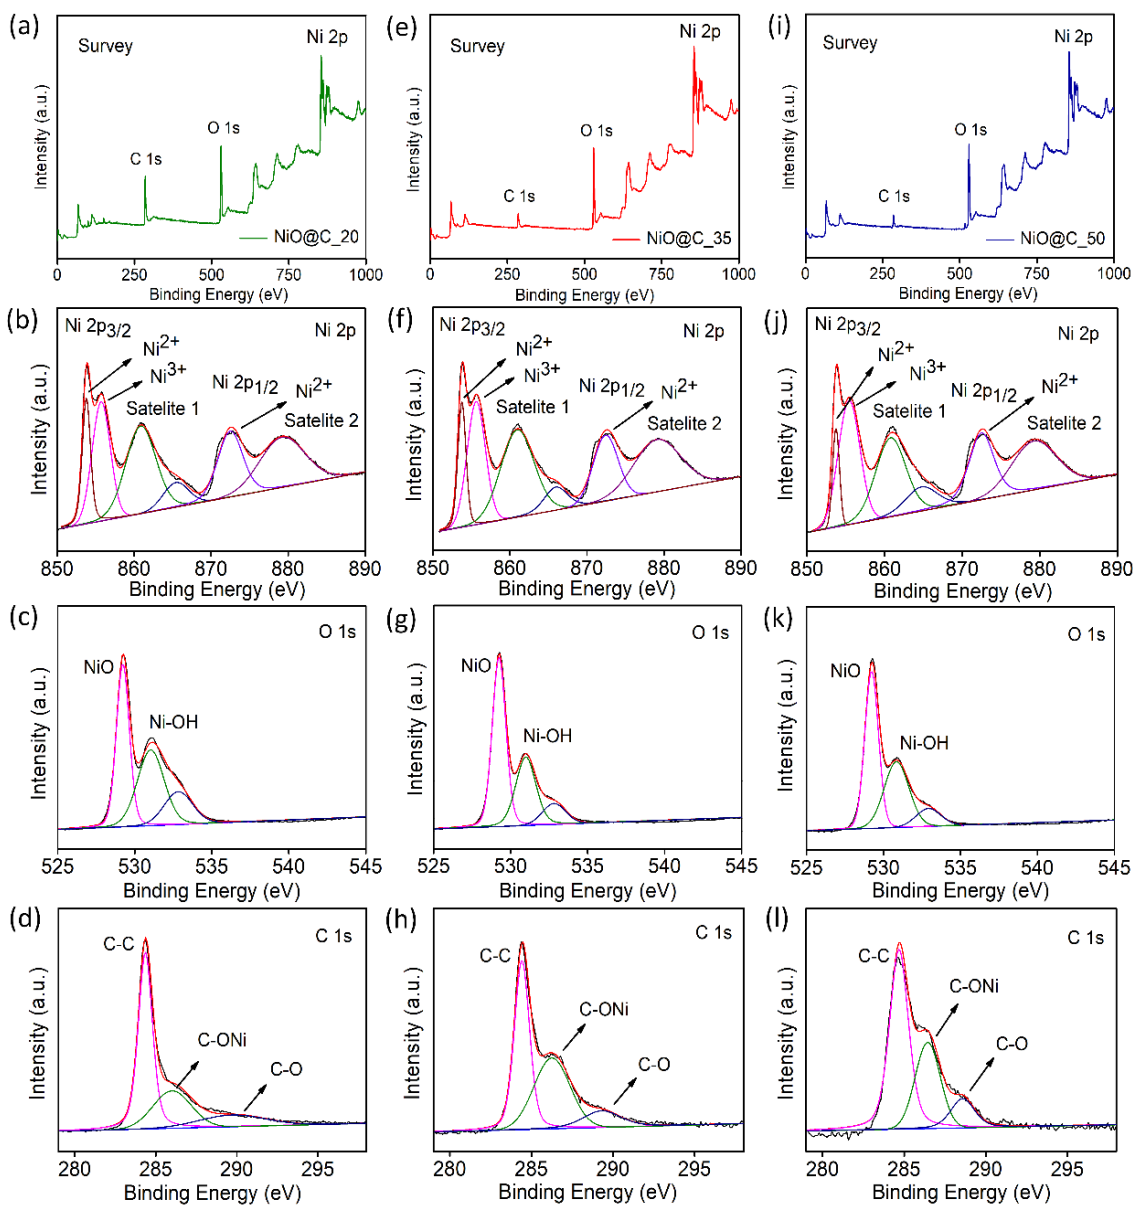 (a)
Survey
Ni 2p
O 1s
C 1s
NiO@C_20
Intensity (a.u.)
0 250 500 750 1000
Binding Energy (eV)
(e)
Survey
Ni 2p
O 1s
C 1s
NiO@C_35
Intensity (a.u.)
0 250 500 750 1000
Binding Energy (eV)
(i)
Survey
Ni 2p
O 1s
C 1s
NiO@C_50
Intensity (a.u.)
0 250 500 750 1000
Binding Energy (eV)
(b)
Ni 2p3/2
Ni 2p
Ni2+
Ni3+
Ni 2p1/2
Ni2+
Satelite 1
Satelite 2
Intensity (a.u.)
850 860 870 880 890
Binding Energy (eV)
(f)
Ni 2p3/2
Ni 2p
Ni2+
Ni3+
Ni 2p1/2
Ni2+
Satelite 1
Satelite 2
Intensity (a.u.)
850 860 870 880 890
Binding Energy (eV)
(j)
Ni 2p3/2
Ni 2p
Ni2+
Ni3+
Ni 2p1/2
Ni2+
Satelite 1
Satelite 2
Intensity (a.u.)
850 860 870 880 890
Binding Energy (eV)
(c)
O 1s
NiO
Ni-OH
Intensity (a.u.)
525 530 535 540 545
Binding Energy (eV)
(g)
O 1s
NiO
Ni-OH
Intensity (a.u.)
525 530 535 540 545
Binding Energy (eV)
(k)
O 1s
NiO
Ni-OH
Intensity (a.u.)
525 530 535 540 545
Binding Energy (eV)
(d)
C 1s
C-C
C-ONi
C-O
Intensity (a.u.)
280 285 290 295
Binding Energy (eV)
(h)
C 1s
C-C
C-ONi
C-O
Intensity (a.u.)
280 285 290 295
Binding Energy (eV)
(l)
C 1s
C-C
C-ONi
C-O
Intensity (a.u.)
280 285 290 295
Binding Energy (eV)